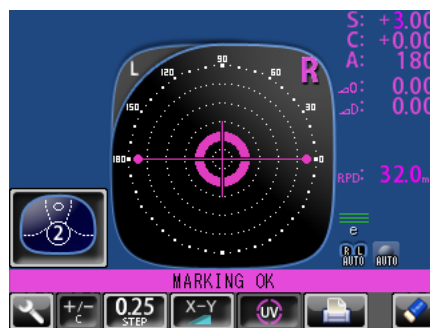 S: +3.00
C: +0.00
A: 180
⊿O: 0.00
⊿D: 0.00
RPD: 32.0m
L
R
120 90 60
150 30
180 0
2
e
R L
AUTO AUTO
MARKING OK
+/-
C
0.25
STEP
X-Y
UV